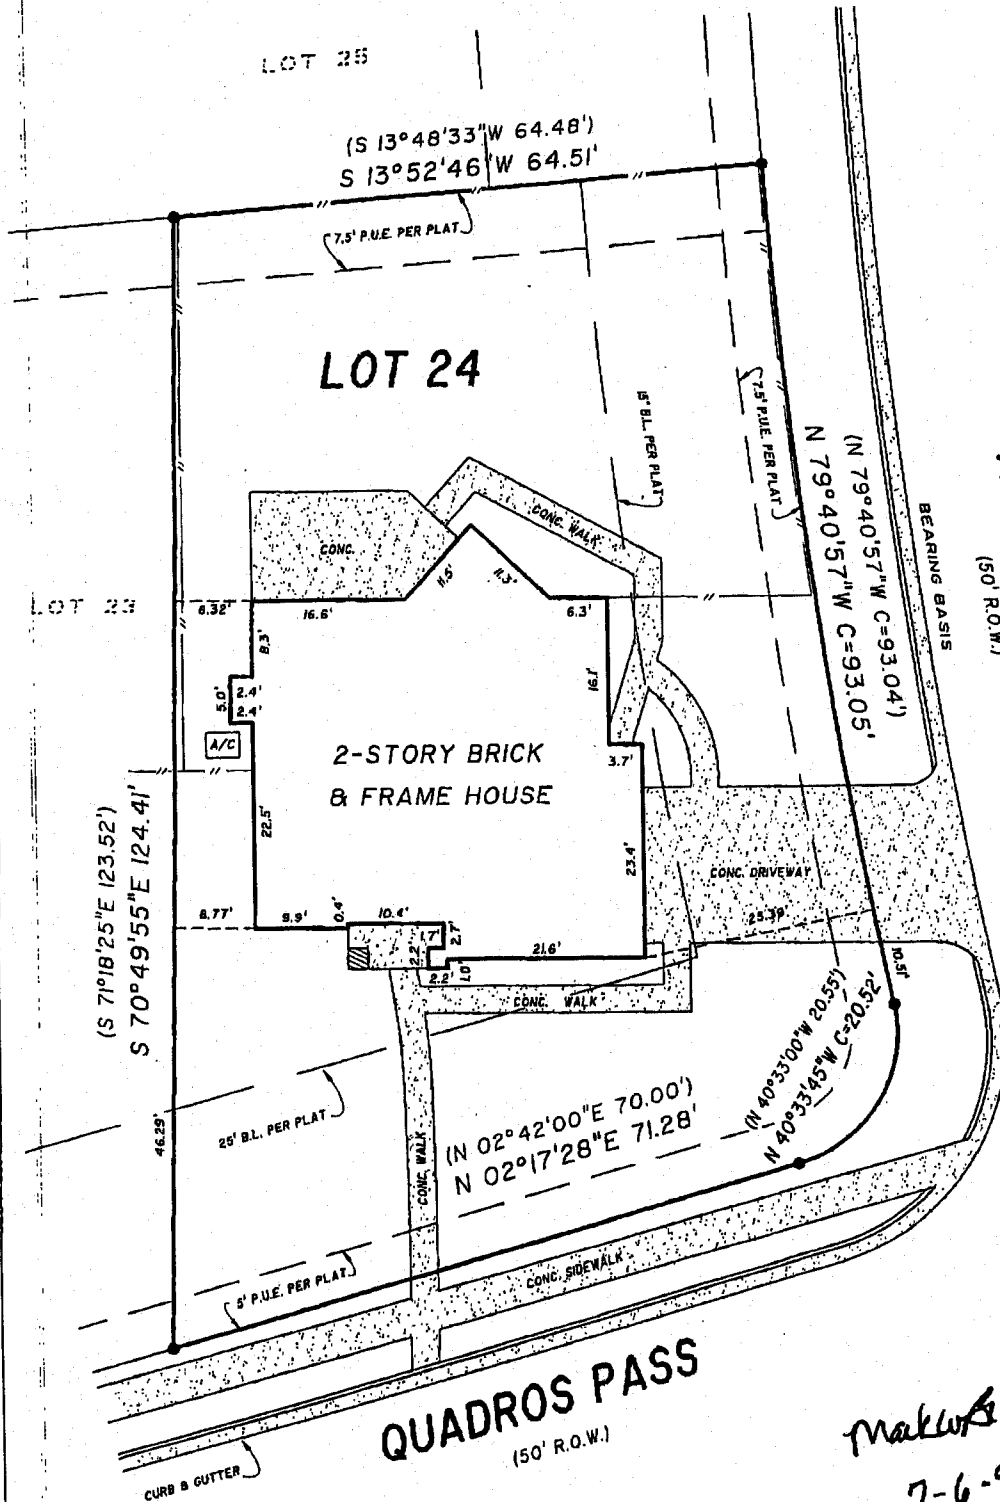 LOT 25
(S 13°48'33"W 64.48')
S 13°52'46"W 64.51'
7.5' P.U.E. PER PLAT
LOT 24
15' B.L. PER PLAT
7.5' P.U.E. PER PLAT
(N 79°40'57"W C=93.04')
N 79°40'57"W C=93.05'
BEARING BASIS
(50' R.O.W.)
CONC. WALK
CONC.
11.5'
11.3'
LOT 23
6.32'
16.6'
6.3'
8.3'
5.0'
2.4'
2.4'
16.1'
A/C
2-STORY BRICK
& FRAME HOUSE
3.7'
22.5'
23.4'
(S 71°18'25"E 123.52')
S 70°49'55"E 124.41'
CONC. DRIVEWAY
8.77'
9.9'
0.4'
10.4'
1.7'
2.7'
2.2'
2.2'
1.0'
21.6'
25.39'
10.51'
CONC. WALK
(N 40°33'00"W 20.55')
N 40°33'45"W C=20.52'
25' B.L. PER PLAT
46.29'
CONC. WALK
(N 02°42'00"E 70.00')
N 02°17'28"E 71.28'
5' P.U.E. PER PLAT
CONC. SIDEWALK
QUADROS PASS
(50' R.O.W.)
CURB & GUTTER
7-6-